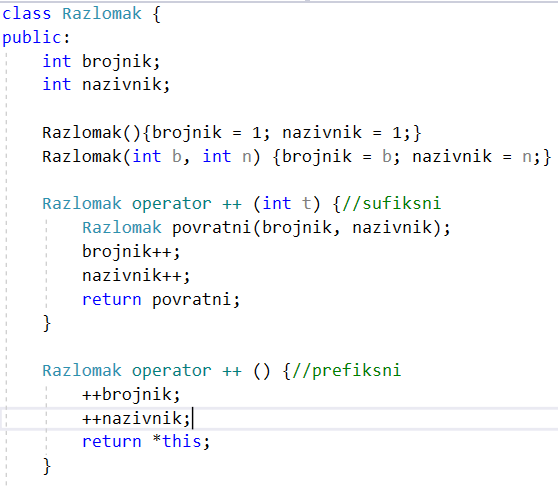 class Razlomak {
public:
int brojnik;
int nazivnik;
Razlomak(){brojnik = 1; nazivnik = 1;}
Razlomak(int b, int n) {brojnik = b; nazivnik = n;}
Razlomak operator ++ (int t) {//sufiksni
Razlomak povratni(brojnik, nazivnik);
brojnik++;
nazivnik++;
return povratni;
}
Razlomak operator ++ () {//prefiksni
++brojnik;
++nazivnik;
return *this;
}